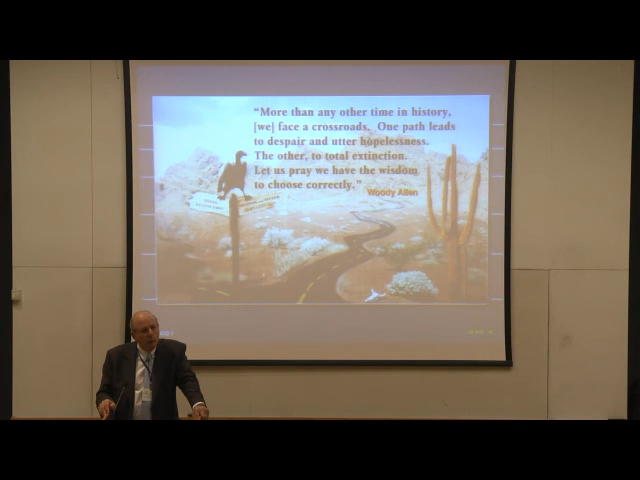 “More than any other time in history,
[we] face a crossroads. One path leads
to despair and utter hopelessness.
The other, to total extinction.
Let us pray we have the wisdom
to choose correctly.”
Woody Allen